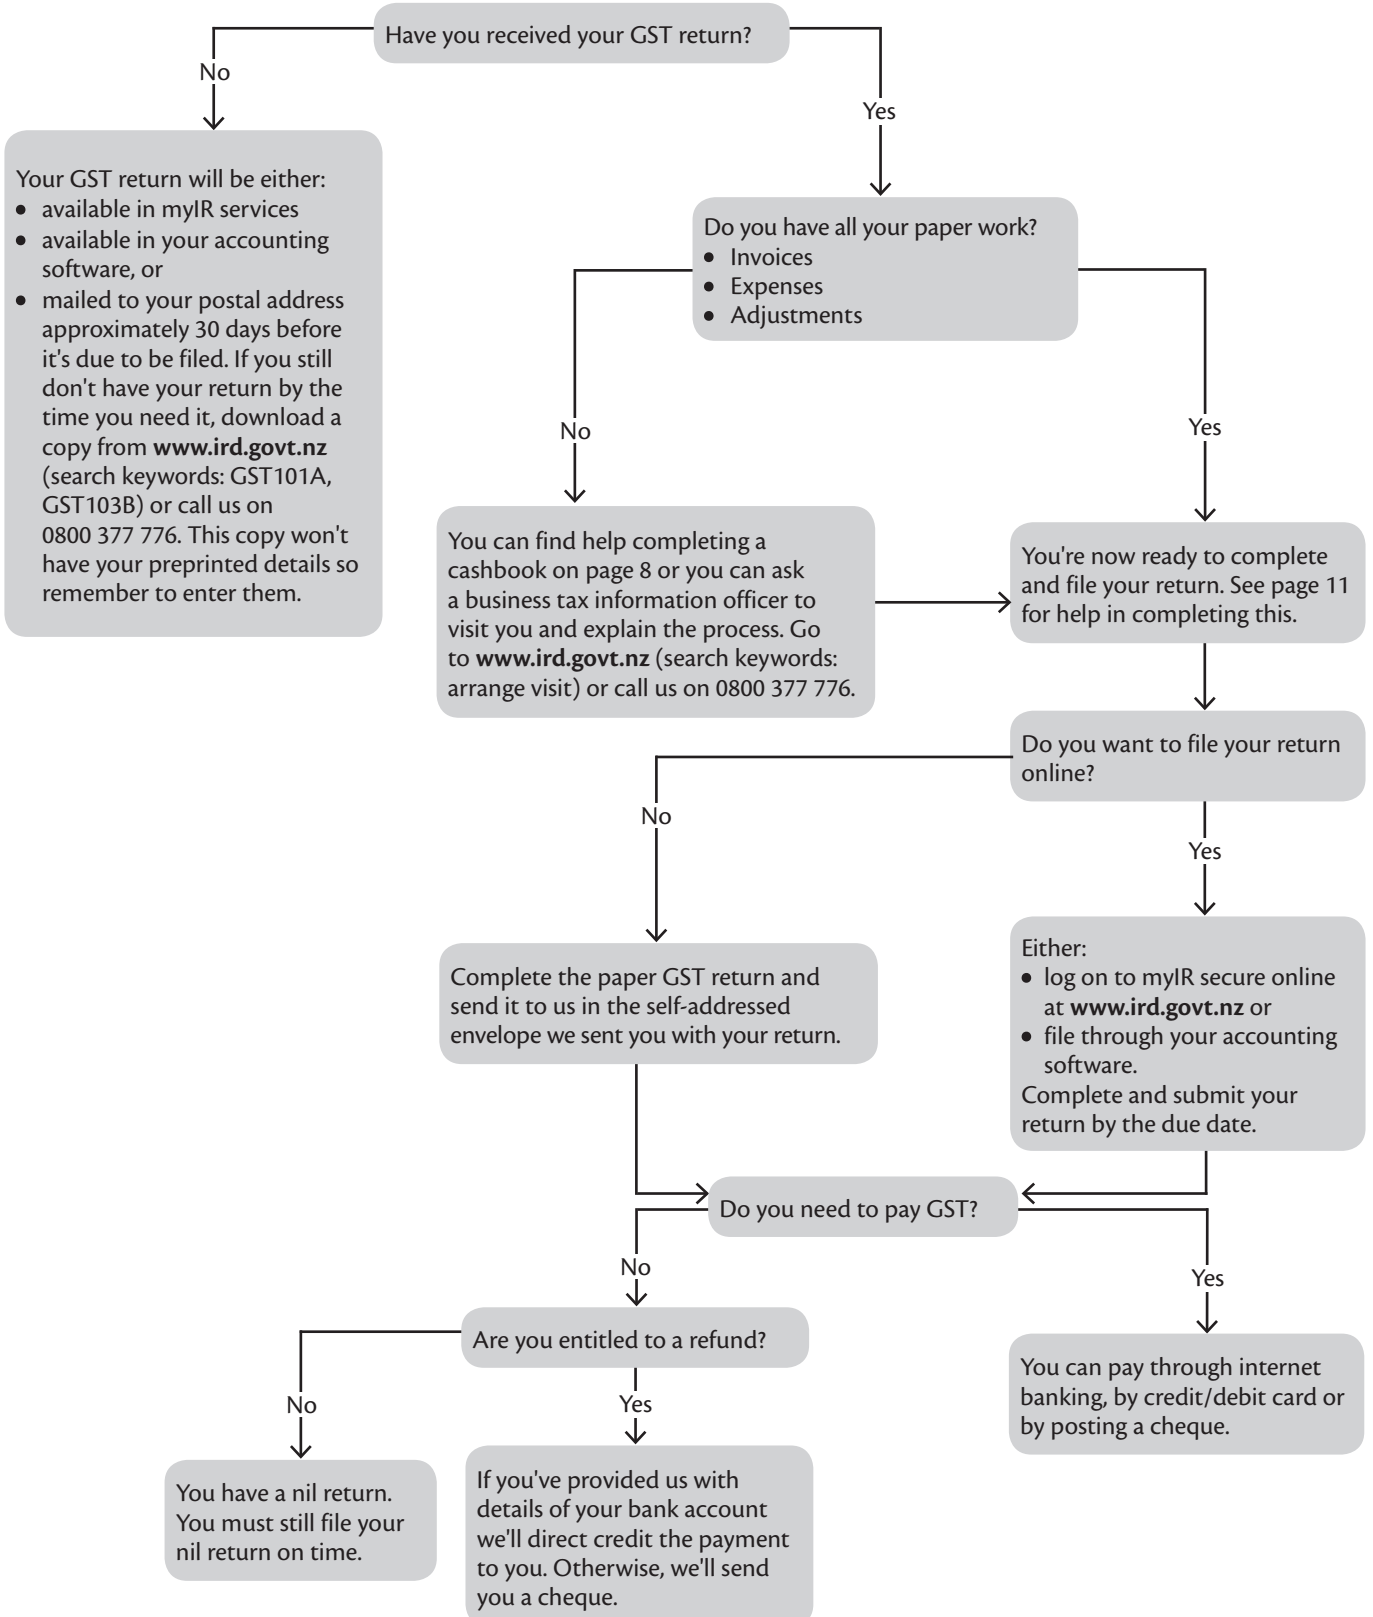 Have you received your GST return?
No
Yes
Your GST return will be either:
• available in myIR services
• available in your accounting
software, or
• mailed to your postal address
approximately 30 days before
it's due to be filed. If you still
don't have your return by the
time you need it, download a
copy from www.ird.govt.nz
(search keywords: GST101A,
GST103B) or call us on
0800 377 776. This copy won't
have your preprinted details so
remember to enter them.
Do you have all your paper work?
• Invoices
• Expenses
• Adjustments
No
Yes
You can find help completing a
cashbook on page 8 or you can ask
a business tax information officer to
visit you and explain the process. Go
to www.ird.govt.nz (search keywords:
arrange visit) or call us on 0800 377 776.
You're now ready to complete
and file your return. See page 11
for help in completing this.
Do you want to file your return
online?
No
Yes
Complete the paper GST return and
send it to us in the self-addressed
envelope we sent you with your return.
Either:
• log on to myIR secure online
at www.ird.govt.nz or
• file through your accounting
software.
Complete and submit your
return by the due date.
Do you need to pay GST?
No
Yes
Are you entitled to a refund?
You can pay through internet
banking, by credit/debit card or
by posting a cheque.
No
Yes
You have a nil return.
You must still file your
nil return on time.
If you've provided us with
details of your bank account
we'll direct credit the payment
to you. Otherwise, we'll send
you a cheque.